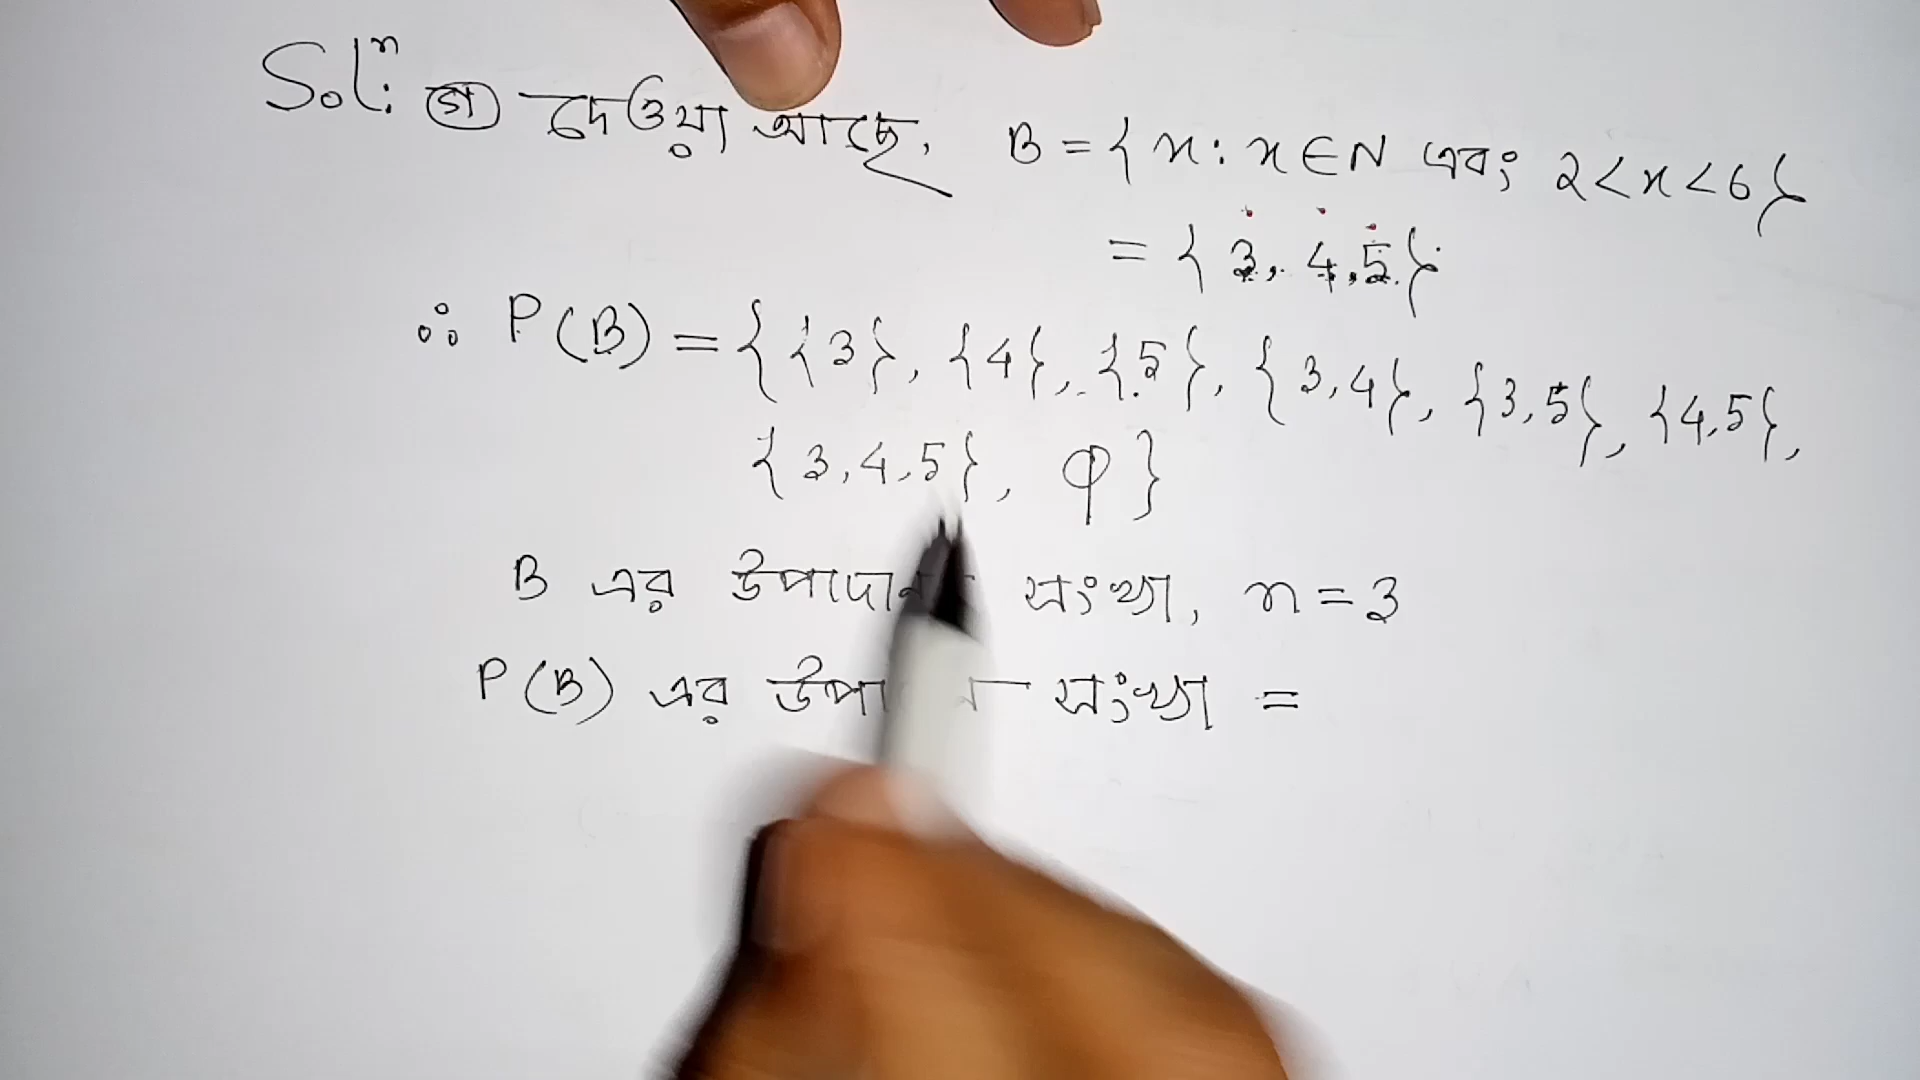 Solⁿ: গ দেওয়া আছে, B = {x : x ∈ N এবং 2 < x < 6}
= {3, 4, 5}
∴ P(B) = {{3}, {4}, {5}, {3, 4}, {3, 5}, {4, 5},
{3, 4, 5}, φ}
B এর উপাদান সংখ্যা, n = 3
P(B) এর সংখ্যা =